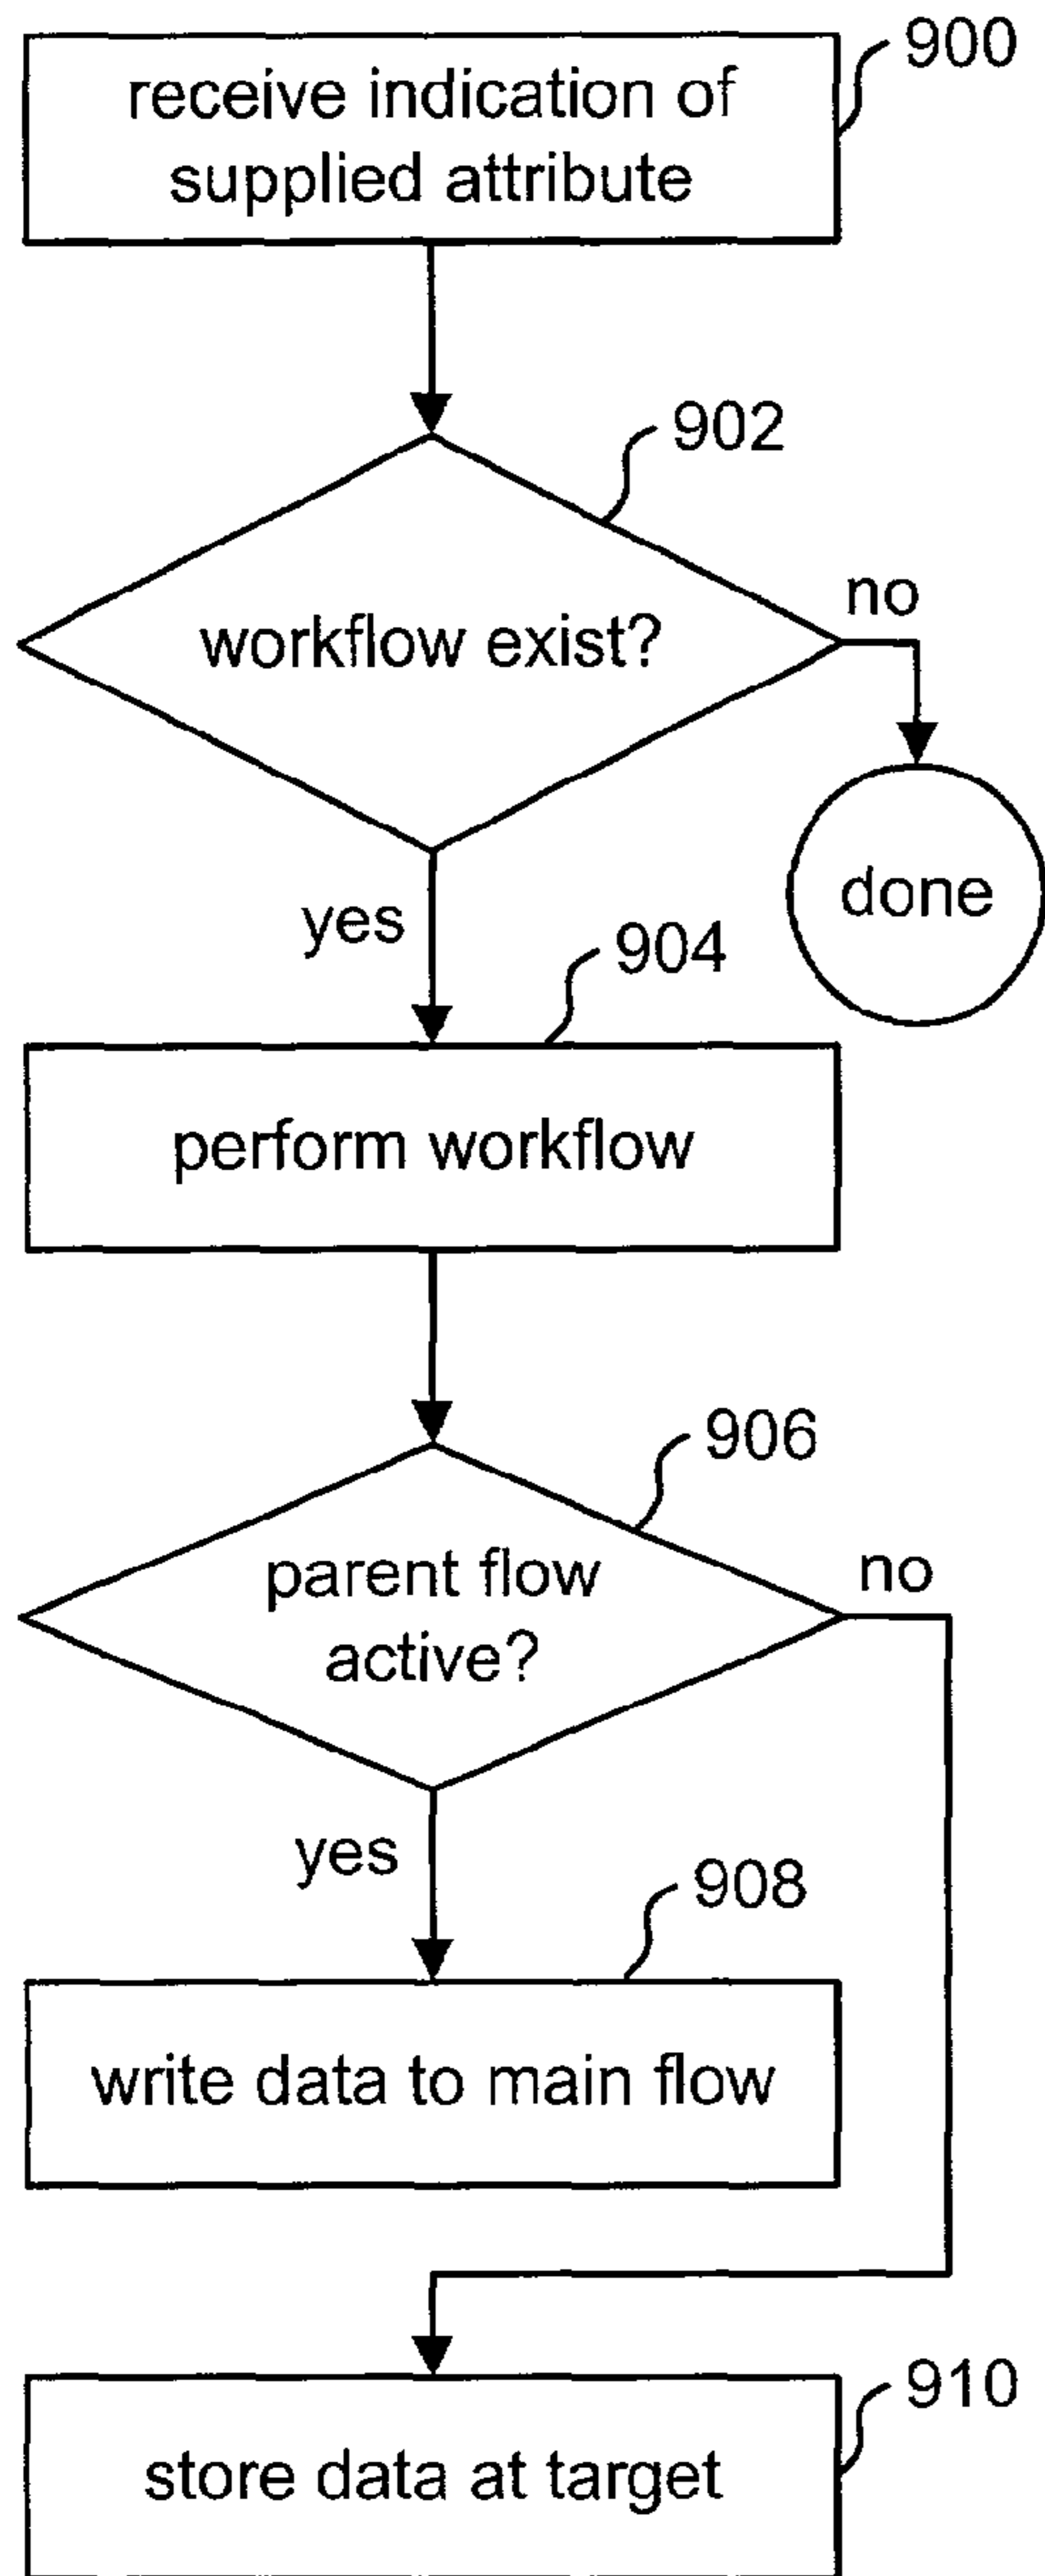 900
receive indication of
supplied attribute
902
workflow exist?
no
done
yes
904
perform workflow
906
parent flow
active?
no
yes
908
write data to main flow
910
store data at target